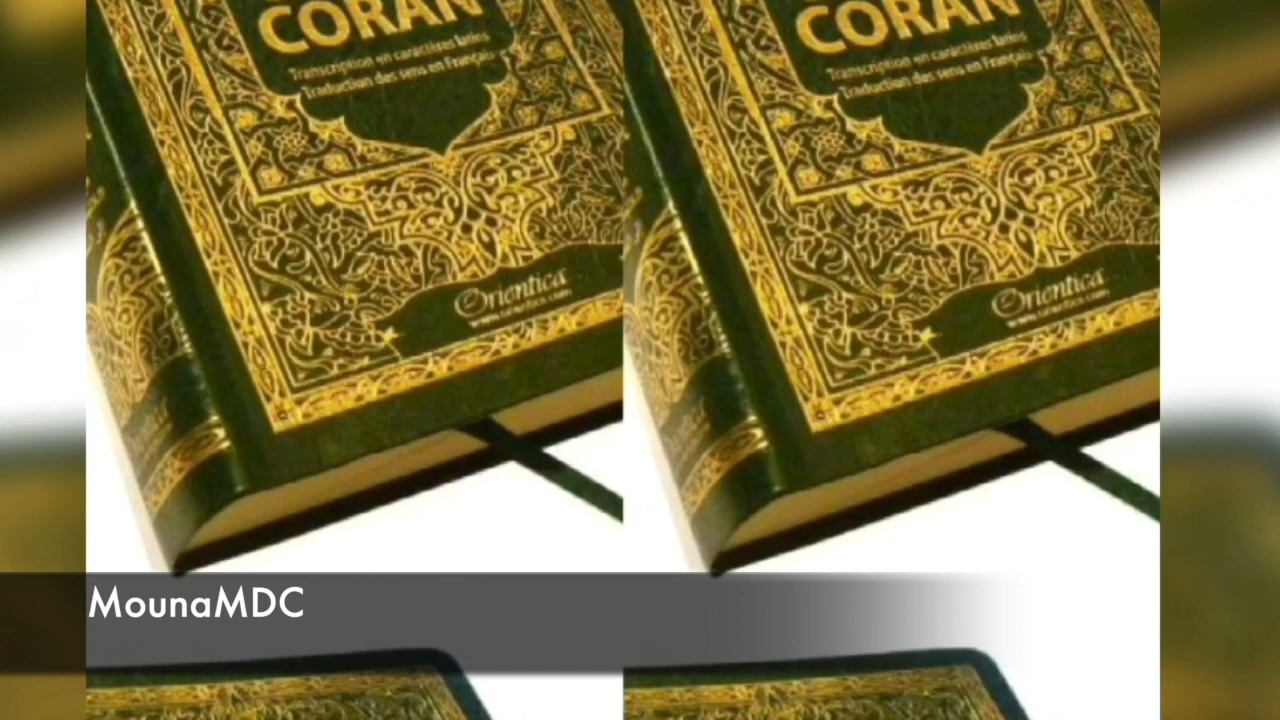 CORAN
Transcription en caractères latins
Traduction des sens en Français
Orientica
www.orientica.com
CORAN
Transcription en caractères latins
Traduction des sens en Français
Orientica
www.orientica.com
MounaMDC